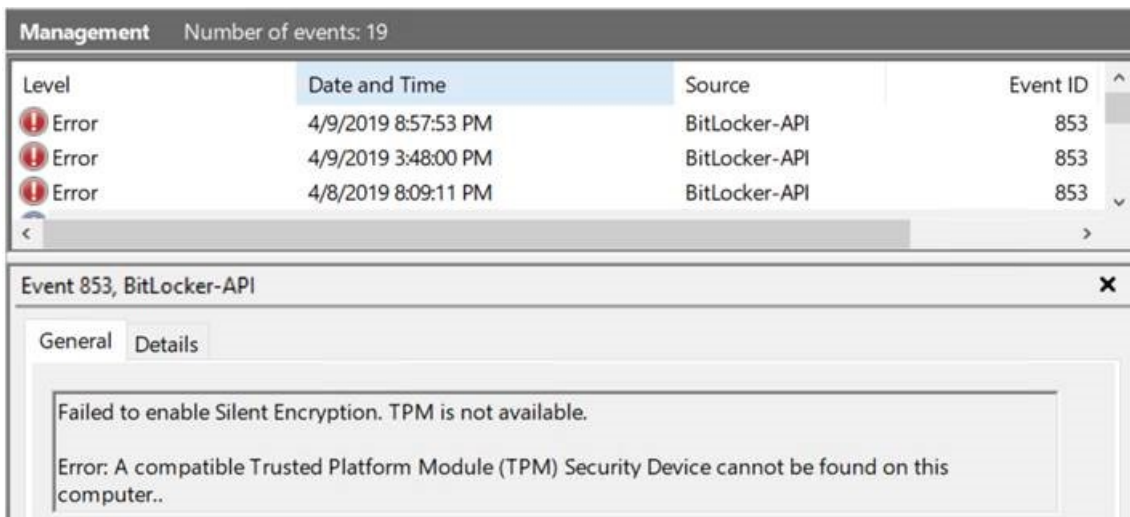 Management Number of events: 19
Level Date and Time Source Event ID
Error 4/9/2019 8:57:53 PM BitLocker-API 853
Error 4/9/2019 3:48:00 PM BitLocker-API 853
Error 4/8/2019 8:09:11 PM BitLocker-API 853
Event 853, BitLocker-API
General Details
Failed to enable Silent Encryption. TPM is not available.
Error: A compatible Trusted Platform Module (TPM) Security Device cannot be found on this
computer..